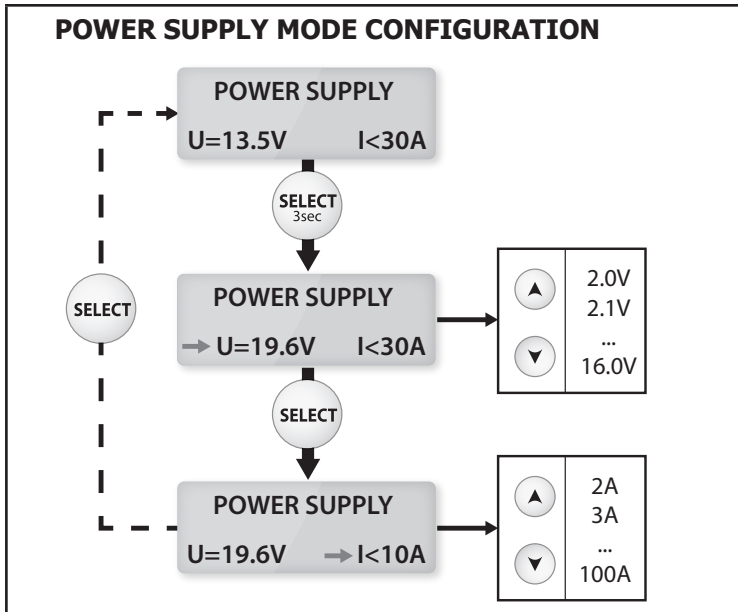 POWER SUPPLY MODE CONFIGURATION
POWER SUPPLY
U=13.5V I<30A
SELECT
3sec
POWER SUPPLY
U=19.6V I<30A
2.0V
2.1V
...
16.0V
SELECT
SELECT
POWER SUPPLY
U=19.6V I<10A
2A
3A
...
100A